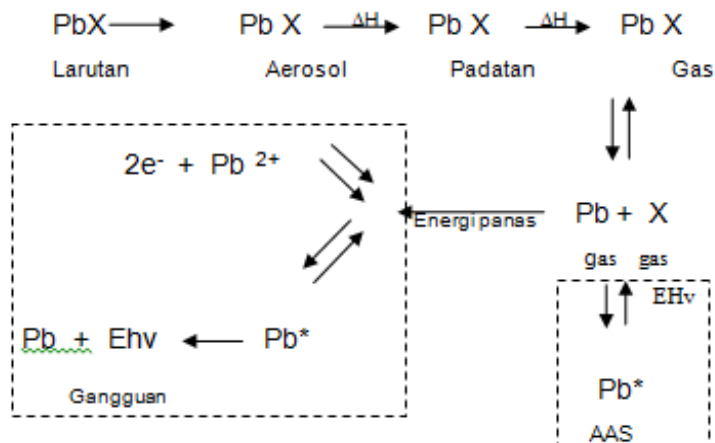 PbX Pb X ΔH Pb X ΔH Pb X
Larutan Aerosol Padatan Gas
2e- + Pb 2+
Energi panas Pb + X
gas gas
EHv
Pb + Ehv Pb* Pb*
Gangguan
AAS